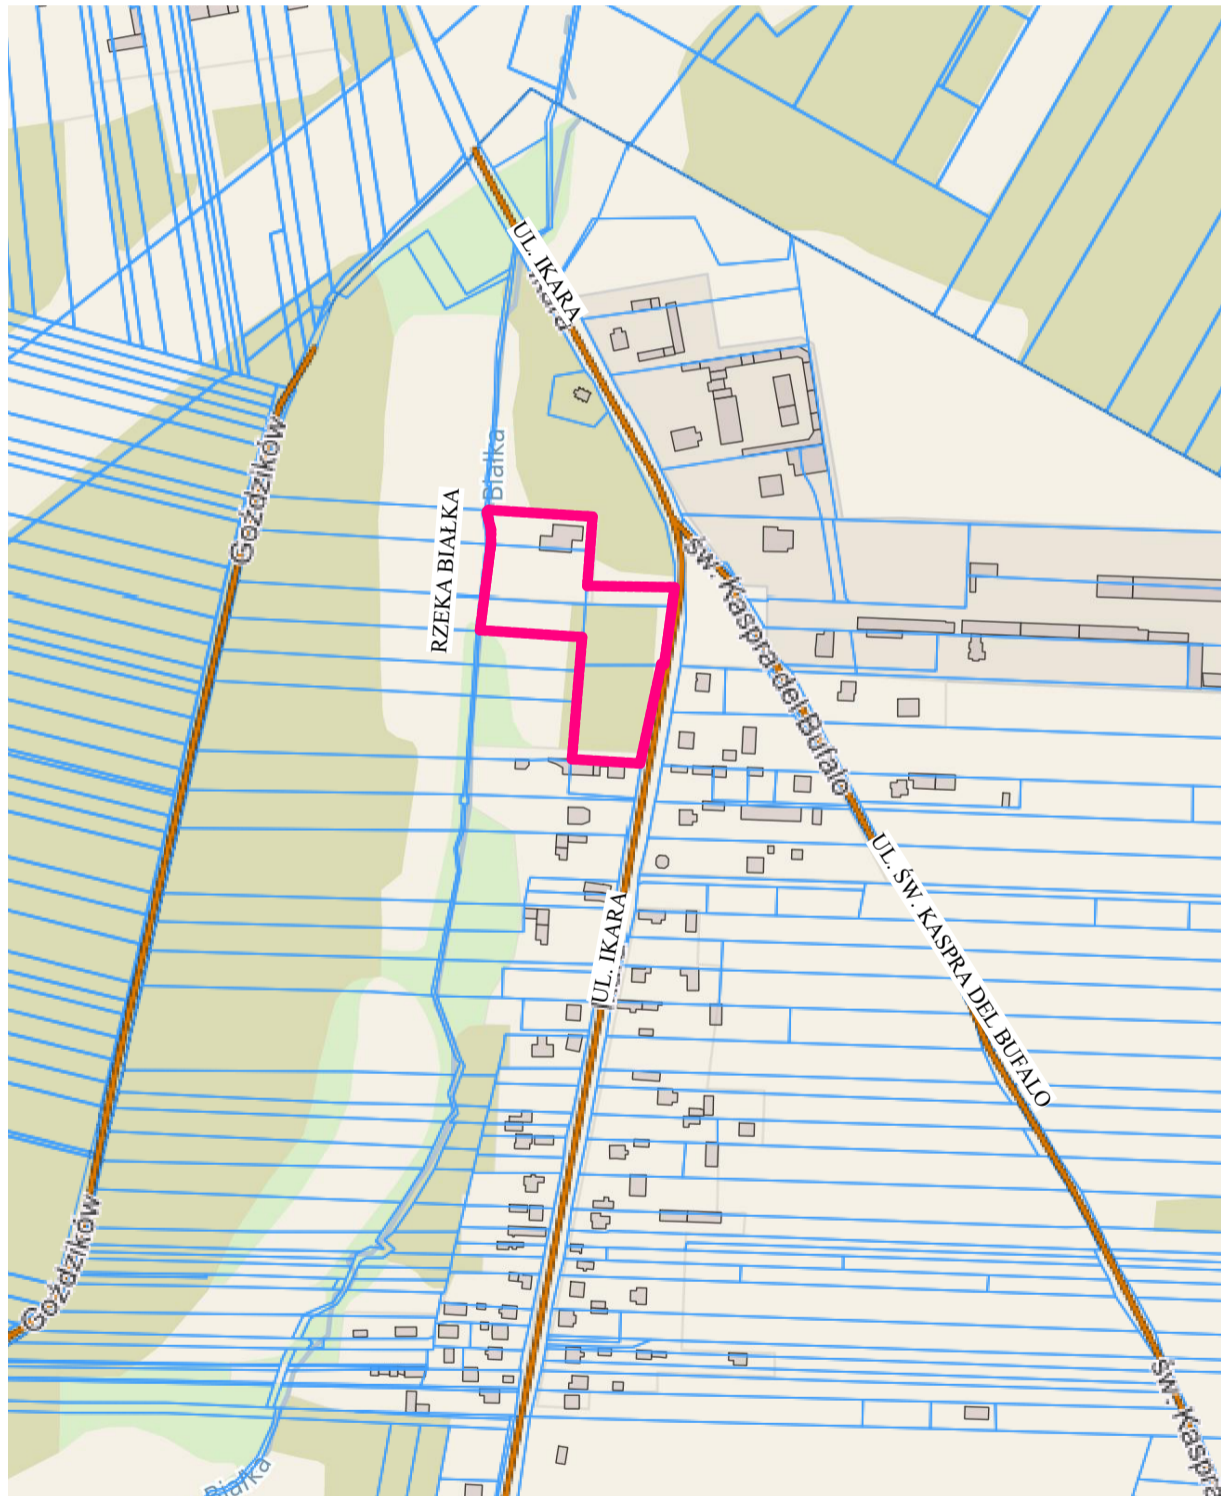 UL. IKARA
Ikara
Goździków
Białka
RZEKA BIAŁKA
św. Kaspra del Bufalo
UL. ŚW. KASPRA DEL BUFALO
UL. IKARA
Goździków
św. Kaspra
Białka